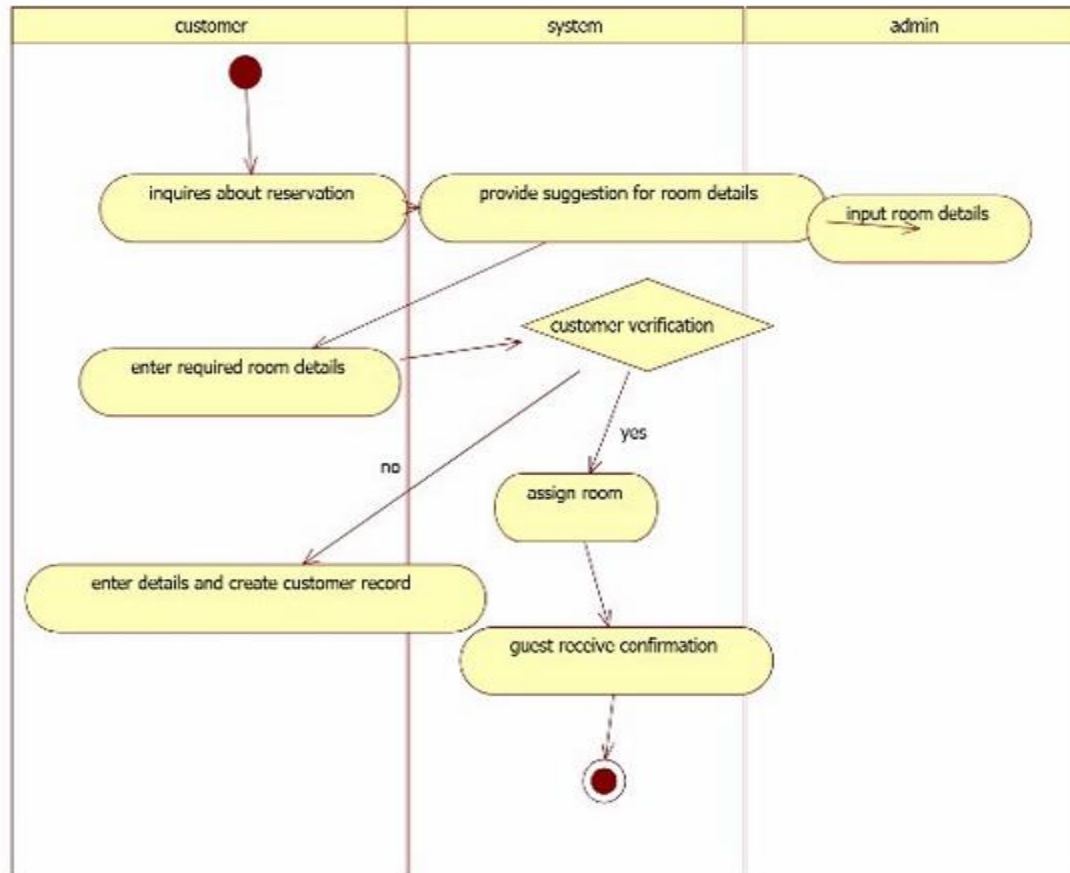 customer
system
admin
inquires about reservation
provide suggestion for room details
input room details
customer verification
enter required room details
yes
no
assign room
enter details and create customer record
guest receive confirmation